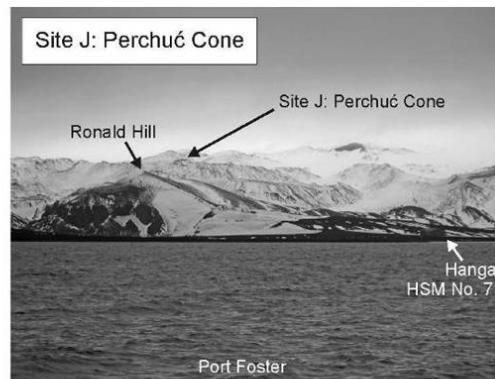 Site J: Perchuć Cone
Site J: Perchuć Cone
Ronald Hill
Hanga
HSM No. 7
Port Foster